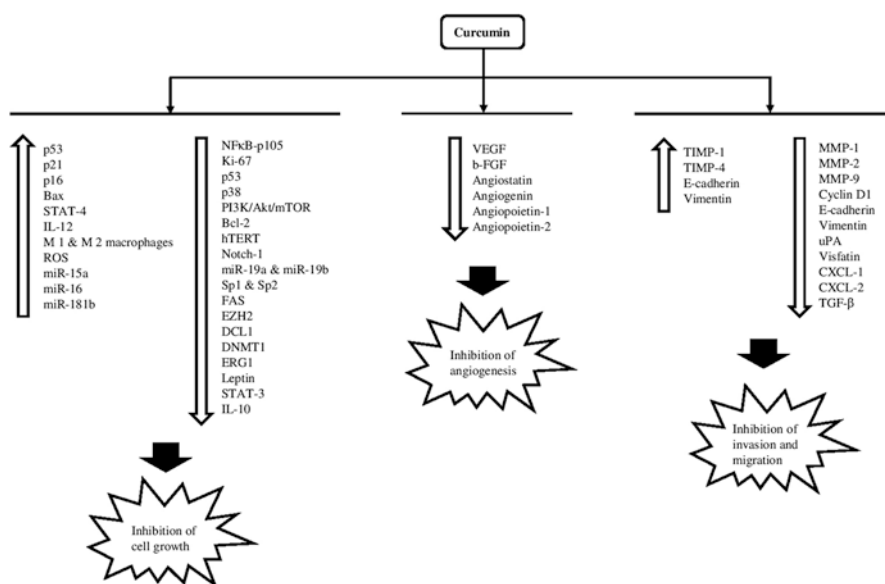 Curcumin
p53
p21
p16
Bax
STAT-4
IL-12
M 1 & M 2 macrophages
ROS
miR-15a
miR-16
miR-181b
NFκB-p105
Ki-67
p53
p38
PI3K/Akt/mTOR
Bcl-2
hTERT
Notch-1
miR-19a & miR-19b
Sp1 & Sp2
FAS
EZH2
DCL1
DNMT1
ERG1
Leptin
STAT-3
IL-10
Inhibition of
cell growth
VEGF
b-FGF
Angiostatin
Angiogenin
Angiopoietin-1
Angiopoietin-2
Inhibition of
angiogenesis
TIMP-1
TIMP-4
E-cadherin
Vimentin
MMP-1
MMP-2
MMP-9
Cyclin D1
E-cadherin
Vimentin
uPA
Visfatin
CXCL-1
CXCL-2
TGF-β
Inhibition of
invasion and
migration